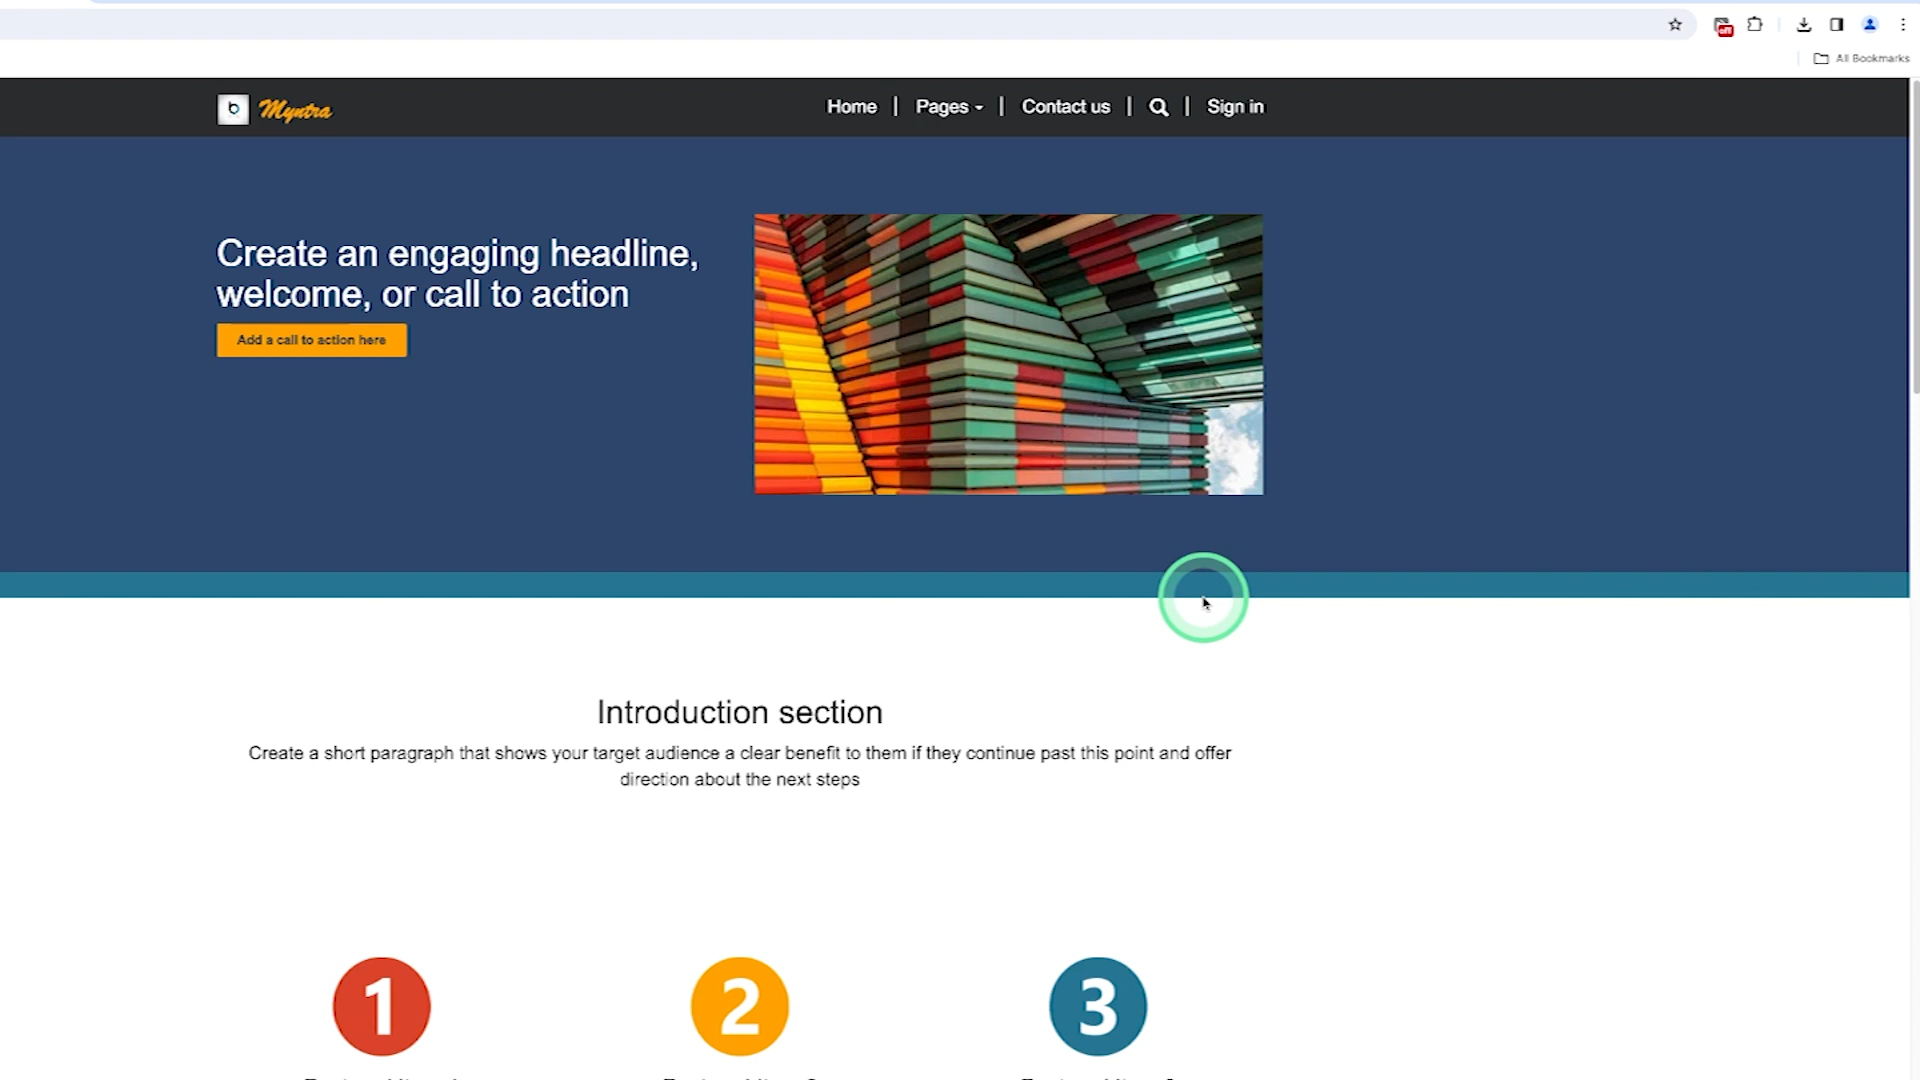 off
All Bookmarks
b Myntra
Home | Pages | Contact us | | Sign in
Create an engaging headline,
welcome, or call to action
Add a call to action here
Introduction section
Create a short paragraph that shows your target audience a clear benefit to them if they continue past this point and offer
direction about the next steps
1 2 3